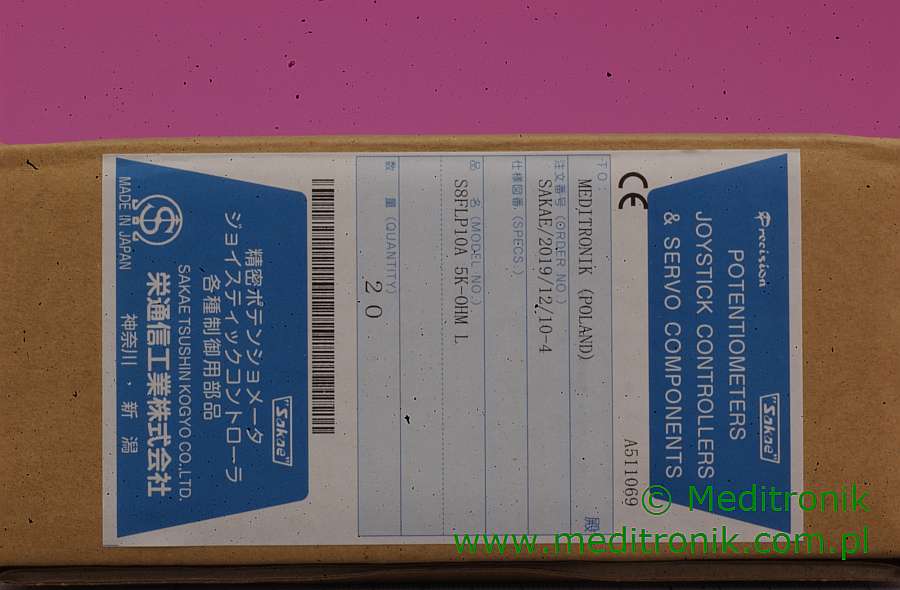 Precision
POTENTIOMETERS
JOYSTICK CONTROLLERS
& SERVO COMPONENTS
"Sakae"
CE
A511069
TO:
MEDITRONIK (POLAND)
殿
注文番号 (ORDER NO.)
SAKAE/2019/12/10-4
仕様図番 (SPECS.)
品 名 (MODEL NO.)
S8FLP10A 5K-OHM L
数 量 (QUANTITY)
20
"Sakae"
精密ポテンショメータ
ジョイスティックコントローラ
各種制御用部品
SAKAE TSUSHIN KOGYO CO.,LTD.
栄通信工業株式会社
神奈川，新 潟
MADE IN JAPAN
© Meditronik
www.meditronik.com.pl